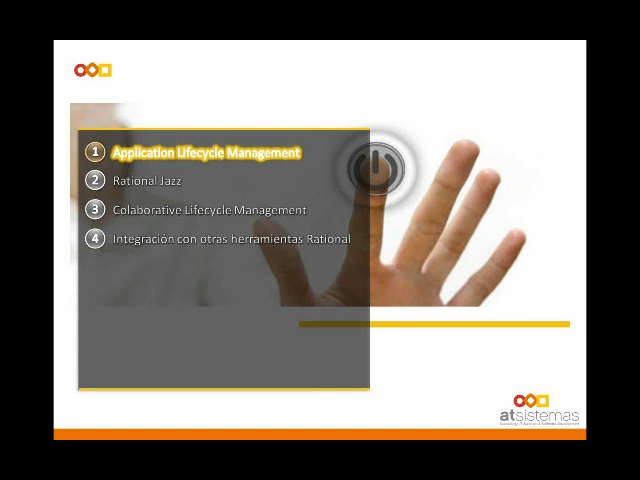 1 Application Lifecycle Management
2 Rational Jazz
3 Colaborative Lifecycle Management
4 Integración con otras herramientas Rational
atsistemas